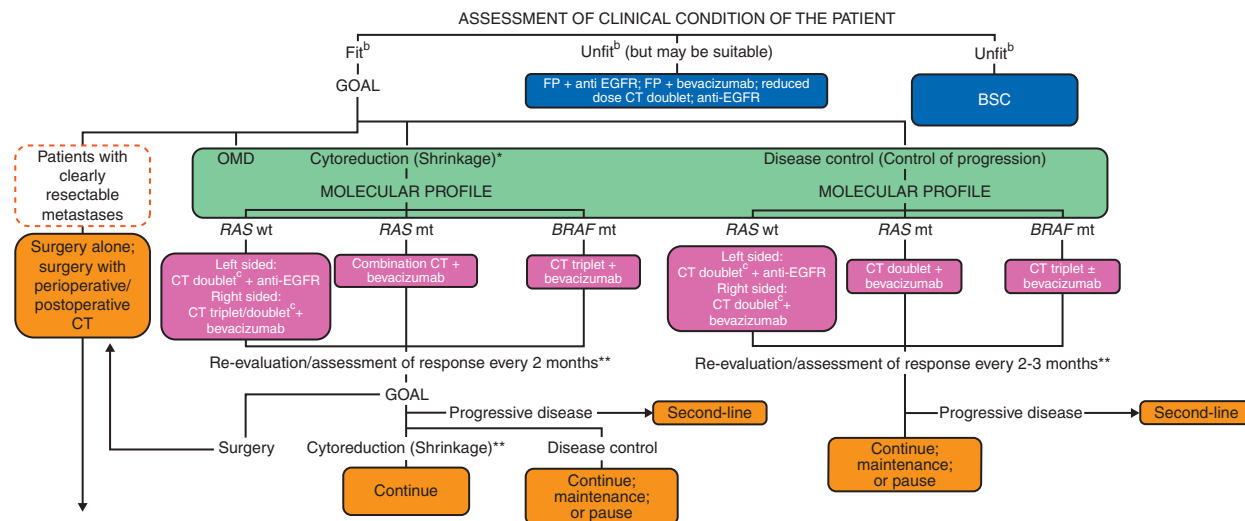 ASSESSMENT OF CLINICAL CONDITION OF THE PATIENT
Fitᵇ
Unfitᵇ (but may be suitable)
Unfitᵇ
GOAL
FP + anti EGFR; FP + bevacizumab; reduced
dose CT doublet; anti-EGFR
BSC
Patients with
clearly
resectable
metastases
OMD
Cytoreduction (Shrinkage)*
Disease control (Control of progression)
MOLECULAR PROFILE
MOLECULAR PROFILE
RAS wt
RAS mt
BRAF mt
RAS wt
RAS mt
BRAF mt
Surgery alone;
surgery with
perioperative/
postoperative
CT
Left sided:
CT doubletᶜ + anti-EGFR
Right sided:
CT triplet/doubletᶜ+
bevacizumab
Combination CT +
bevacizumab
CT triplet +
bevacizumab
Left sided:
CT doubletᶜ + anti-EGFR
Right sided:
CT doubletᶜ+
bevazizumab
CT doublet +
bevacizumab
CT triplet ±
bevacizumab
Re-evaluation/assessment of response every 2 months**
Re-evaluation/assessment of response every 2-3 months**
GOAL
Progressive disease
Second-line
Progressive disease
Second-line
Surgery
Cytoreduction (Shrinkage)**
Disease control
Continue
Continue;
maintenance;
or pause
Continue;
maintenance;
or pause